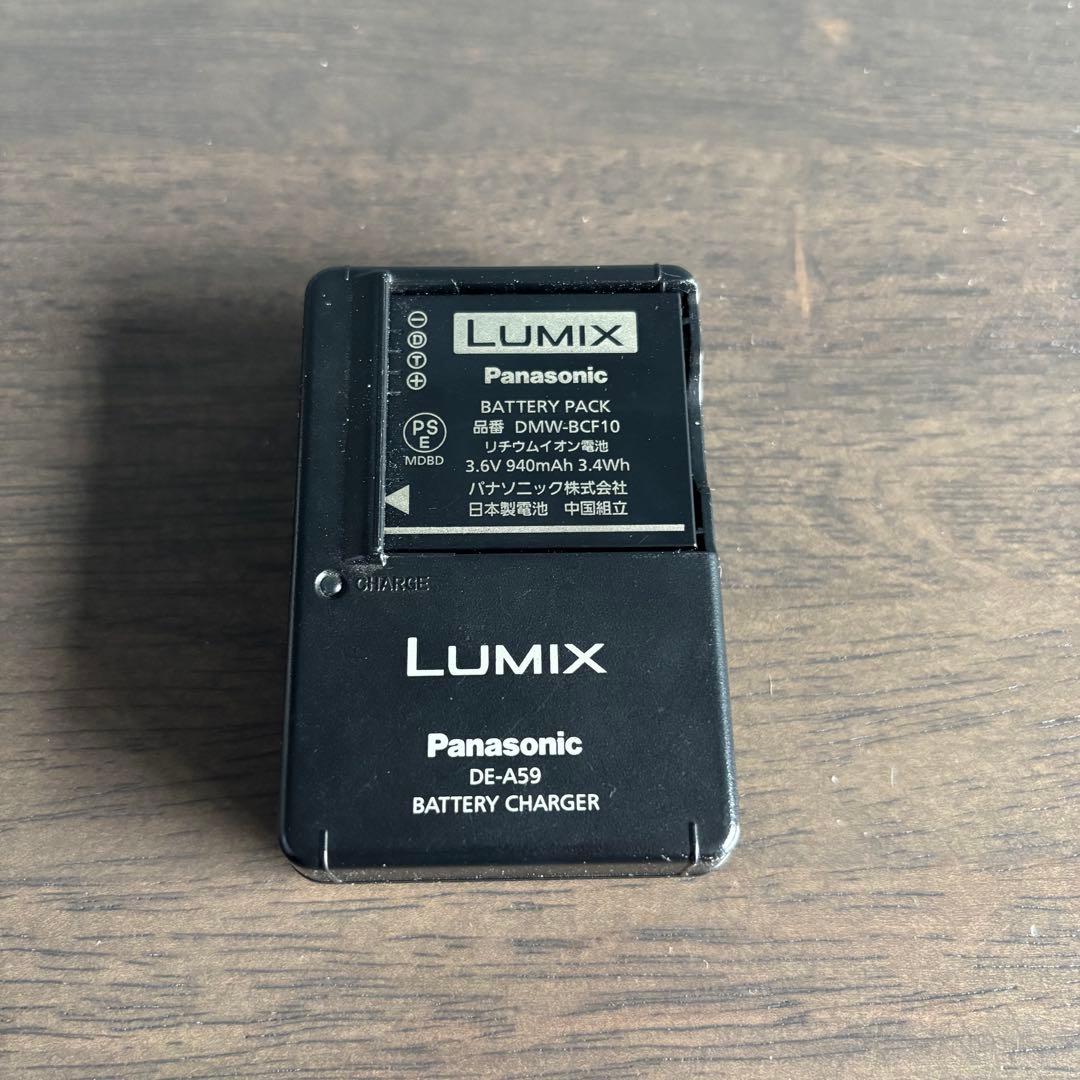 LUMIX
Panasonic
BATTERY PACK
品番 DMW-BCF10
リチウムイオン電池
3.6V 940mAh 3.4Wh
パナソニック株式会社
日本製電池 中国組立
− D T +
PS
E
MDBD
CHARGE
LUMIX
Panasonic
DE-A59
BATTERY CHARGER